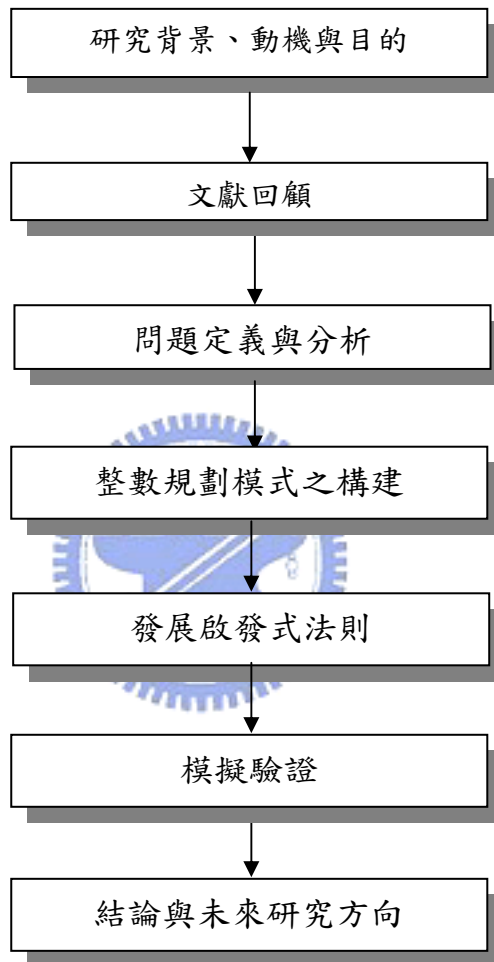 研究背景、動機與目的
文獻回顧
問題定義與分析
整數規劃模式之構建
發展啟發式法則
模擬驗證
結論與未來研究方向